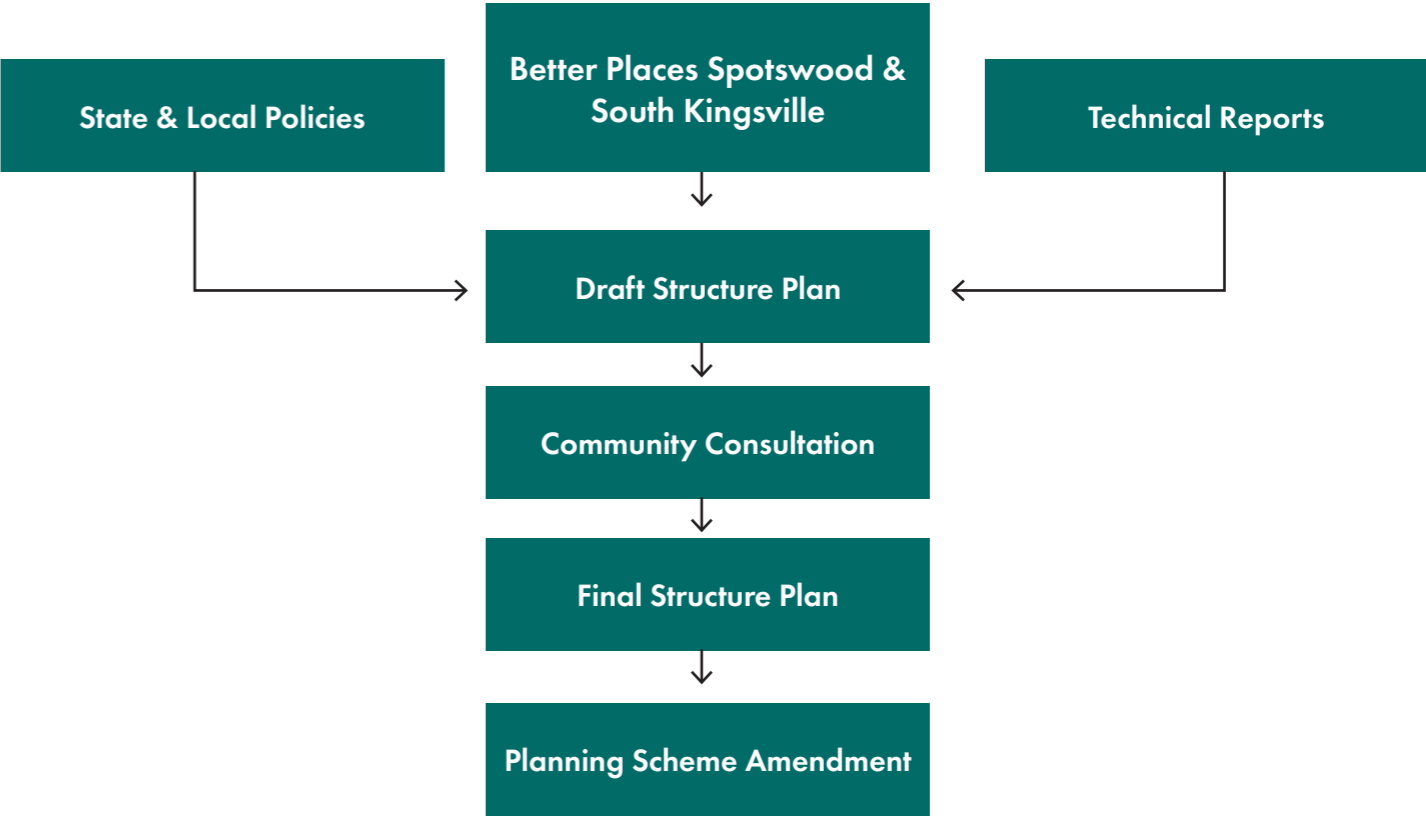 State & Local Policies
Better Places Spotswood &
South Kingsville
Technical Reports
Draft Structure Plan
Community Consultation
Final Structure Plan
Planning Scheme Amendment